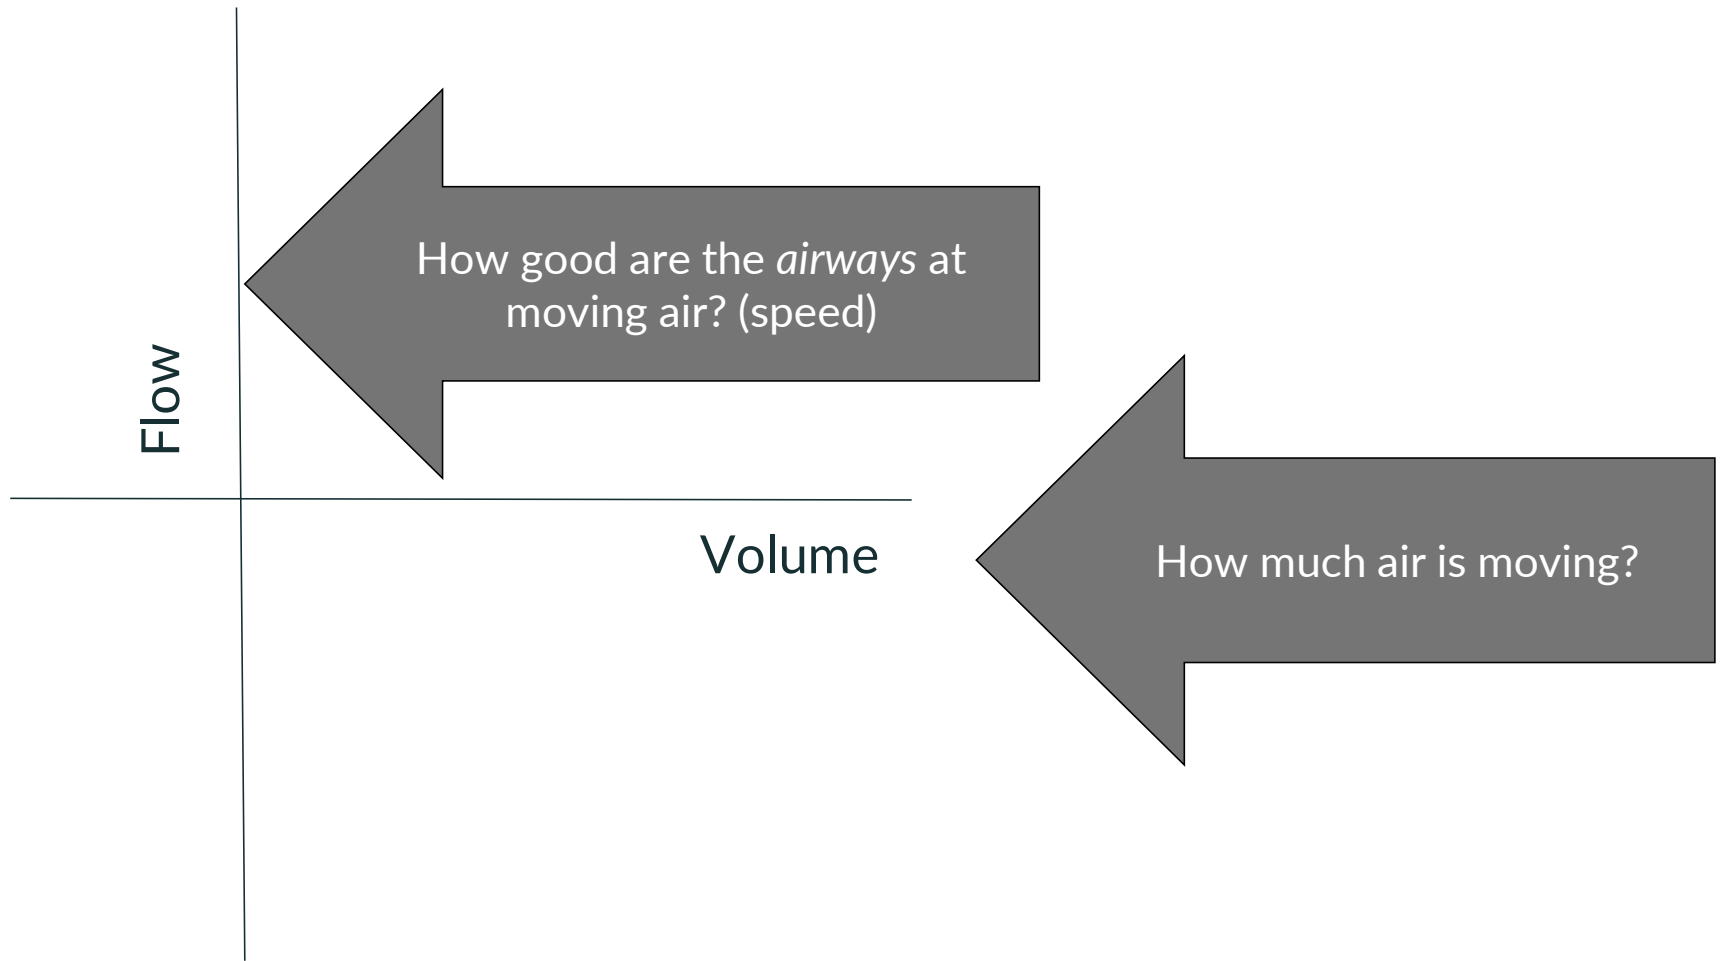 How good are the airways at
moving air? (speed)
Flow
Volume
How much air is moving?